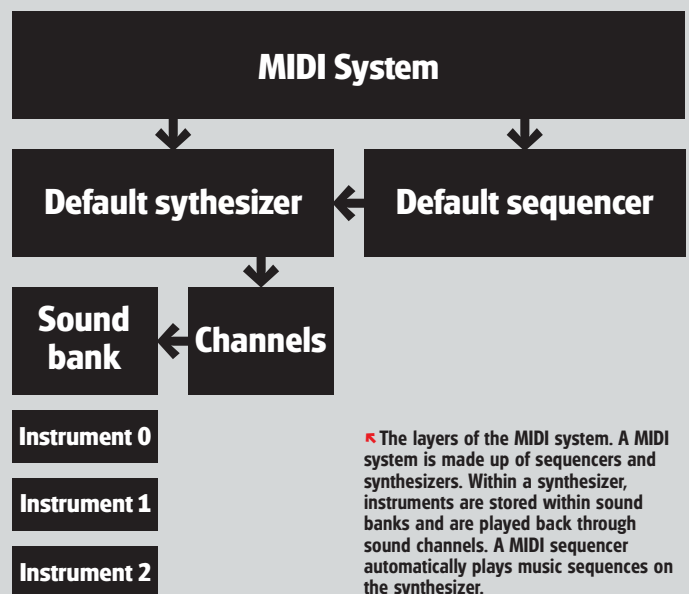 MIDI System
Default sythesizer
Default sequencer
Sound
bank
Channels
Instrument 0
Instrument 1
Instrument 2
The layers of the MIDI system. A MIDI
system is made up of sequencers and
synthesizers. Within a synthesizer,
instruments are stored within sound
banks and are played back through
sound channels. A MIDI sequencer
automatically plays music sequences on
the synthesizer.